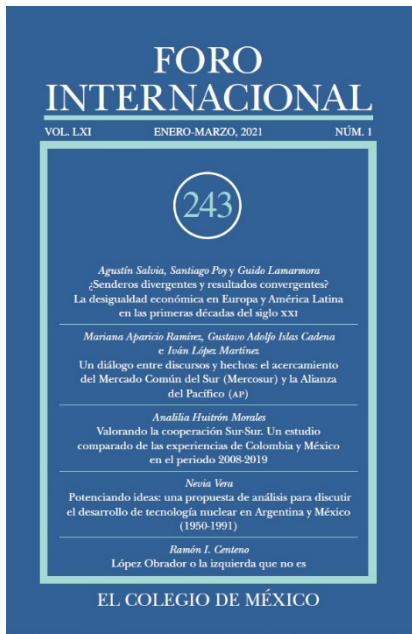 FORO
INTERNACIONAL
VOL. LXI ENERO-MARZO, 2021 NÚM. 1
243
Agustín Salvia, Santiago Poy y Guido Lamarmora
¿Senderos divergentes y resultados convergentes?
La desigualdad económica en Europa y América Latina
en las primeras décadas del siglo XXI
Mariana Aparicio Ramírez, Gustavo Adolfo Islas Cadena
e Iván López Martínez
Un diálogo entre discursos y hechos: el acercamiento
del Mercado Común del Sur (Mercosur) y la Alianza
del Pacífico (AP)
Analilia Huitrón Morales
Valorando la cooperación Sur-Sur. Un estudio
comparado de las experiencias de Colombia y México
en el periodo 2008-2019
Nevia Vera
Potenciando ideas: una propuesta de análisis para discutir
el desarrollo de tecnología nuclear en Argentina y México
(1950-1991)
Ramón I. Centeno
López Obrador o la izquierda que no es
EL COLEGIO DE MÉXICO